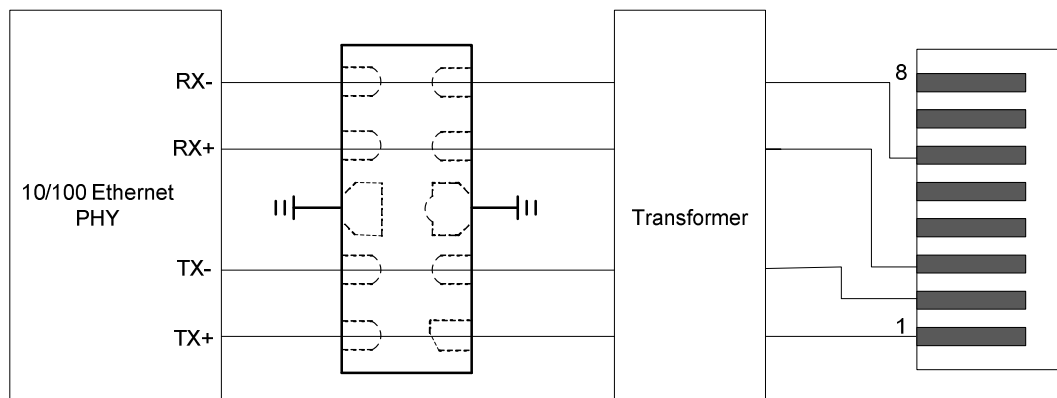 RX-
RX+
10/100 Ethernet
PHY
TX-
TX+
Transformer
8
1